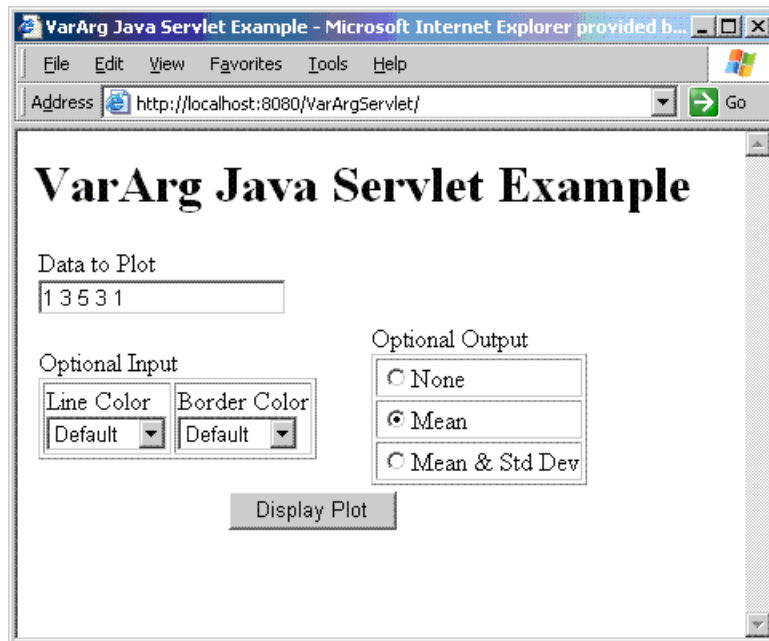 VarArg Java Servlet Example - Microsoft Internet Explorer provided b...
File Edit View Favorites Tools Help
Address http://localhost:8080/VarArgServlet/ Go
VarArg Java Servlet Example
Data to Plot
1 3 5 3 1
Optional Input
Line Color Border Color
Default Default
Optional Output
None
Mean
Mean & Std Dev
Display Plot